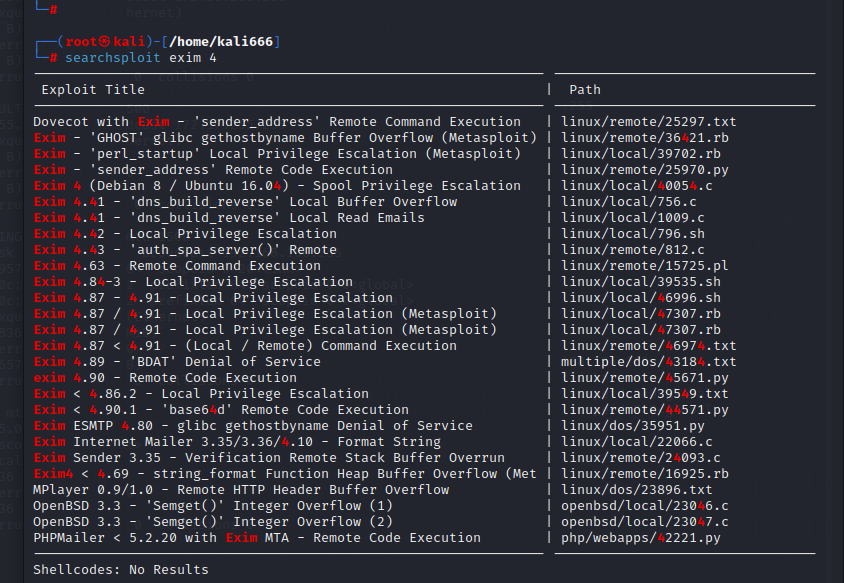 └─#
┌──(root㉿kali)-[/home/kali666]
└─# searchsploit exim 4
Exploit Title | Path
Dovecot with Exim - 'sender_address' Remote Command Execution | linux/remote/25297.txt
Exim - 'GHOST' glibc gethostbyname Buffer Overflow (Metasploit) | linux/remote/36421.rb
Exim - 'perl_startup' Local Privilege Escalation (Metasploit) | linux/local/39702.rb
Exim - 'sender_address' Remote Code Execution | linux/remote/25970.py
Exim 4 (Debian 8 / Ubuntu 16.04) - Spool Privilege Escalation | linux/local/40054.c
Exim 4.41 - 'dns_build_reverse' Local Buffer Overflow | linux/local/756.c
Exim 4.41 - 'dns_build_reverse' Local Read Emails | linux/local/1009.c
Exim 4.42 - Local Privilege Escalation | linux/local/796.sh
Exim 4.43 - 'auth_spa_server()' Remote | linux/remote/812.c
Exim 4.63 - Remote Command Execution | linux/remote/15725.pl
Exim 4.84-3 - Local Privilege Escalation | linux/local/39535.sh
Exim 4.87 - 4.91 - Local Privilege Escalation | linux/local/46996.sh
Exim 4.87 / 4.91 - Local Privilege Escalation (Metasploit) | linux/local/47307.rb
Exim 4.87 / 4.91 - Local Privilege Escalation (Metasploit) | linux/local/47307.rb
Exim 4.87 < 4.91 - (Local / Remote) Command Execution | linux/remote/46974.txt
Exim 4.89 - 'BDAT' Denial of Service | multiple/dos/43184.txt
exim 4.90 - Remote Code Execution | linux/remote/45671.py
Exim < 4.86.2 - Local Privilege Escalation | linux/local/39549.txt
Exim < 4.90.1 - 'base64d' Remote Code Execution | linux/remote/44571.py
Exim ESMTP 4.80 - glibc gethostbyname Denial of Service | linux/dos/35951.py
Exim Internet Mailer 3.35/3.36/4.10 - Format String | linux/local/22066.c
Exim Sender 3.35 - Verification Remote Stack Buffer Overrun | linux/remote/24093.c
Exim4 < 4.69 - string_format Function Heap Buffer Overflow (Met | linux/remote/16925.rb
MPlayer 0.9/1.0 - Remote HTTP Header Buffer Overflow | linux/dos/23896.txt
OpenBSD 3.3 - 'Semget()' Integer Overflow (1) | openbsd/local/23046.c
OpenBSD 3.3 - 'Semget()' Integer Overflow (2) | openbsd/local/23047.c
PHPMailer < 5.2.20 with Exim MTA - Remote Code Execution | php/webapps/42221.py
Shellcodes: No Results